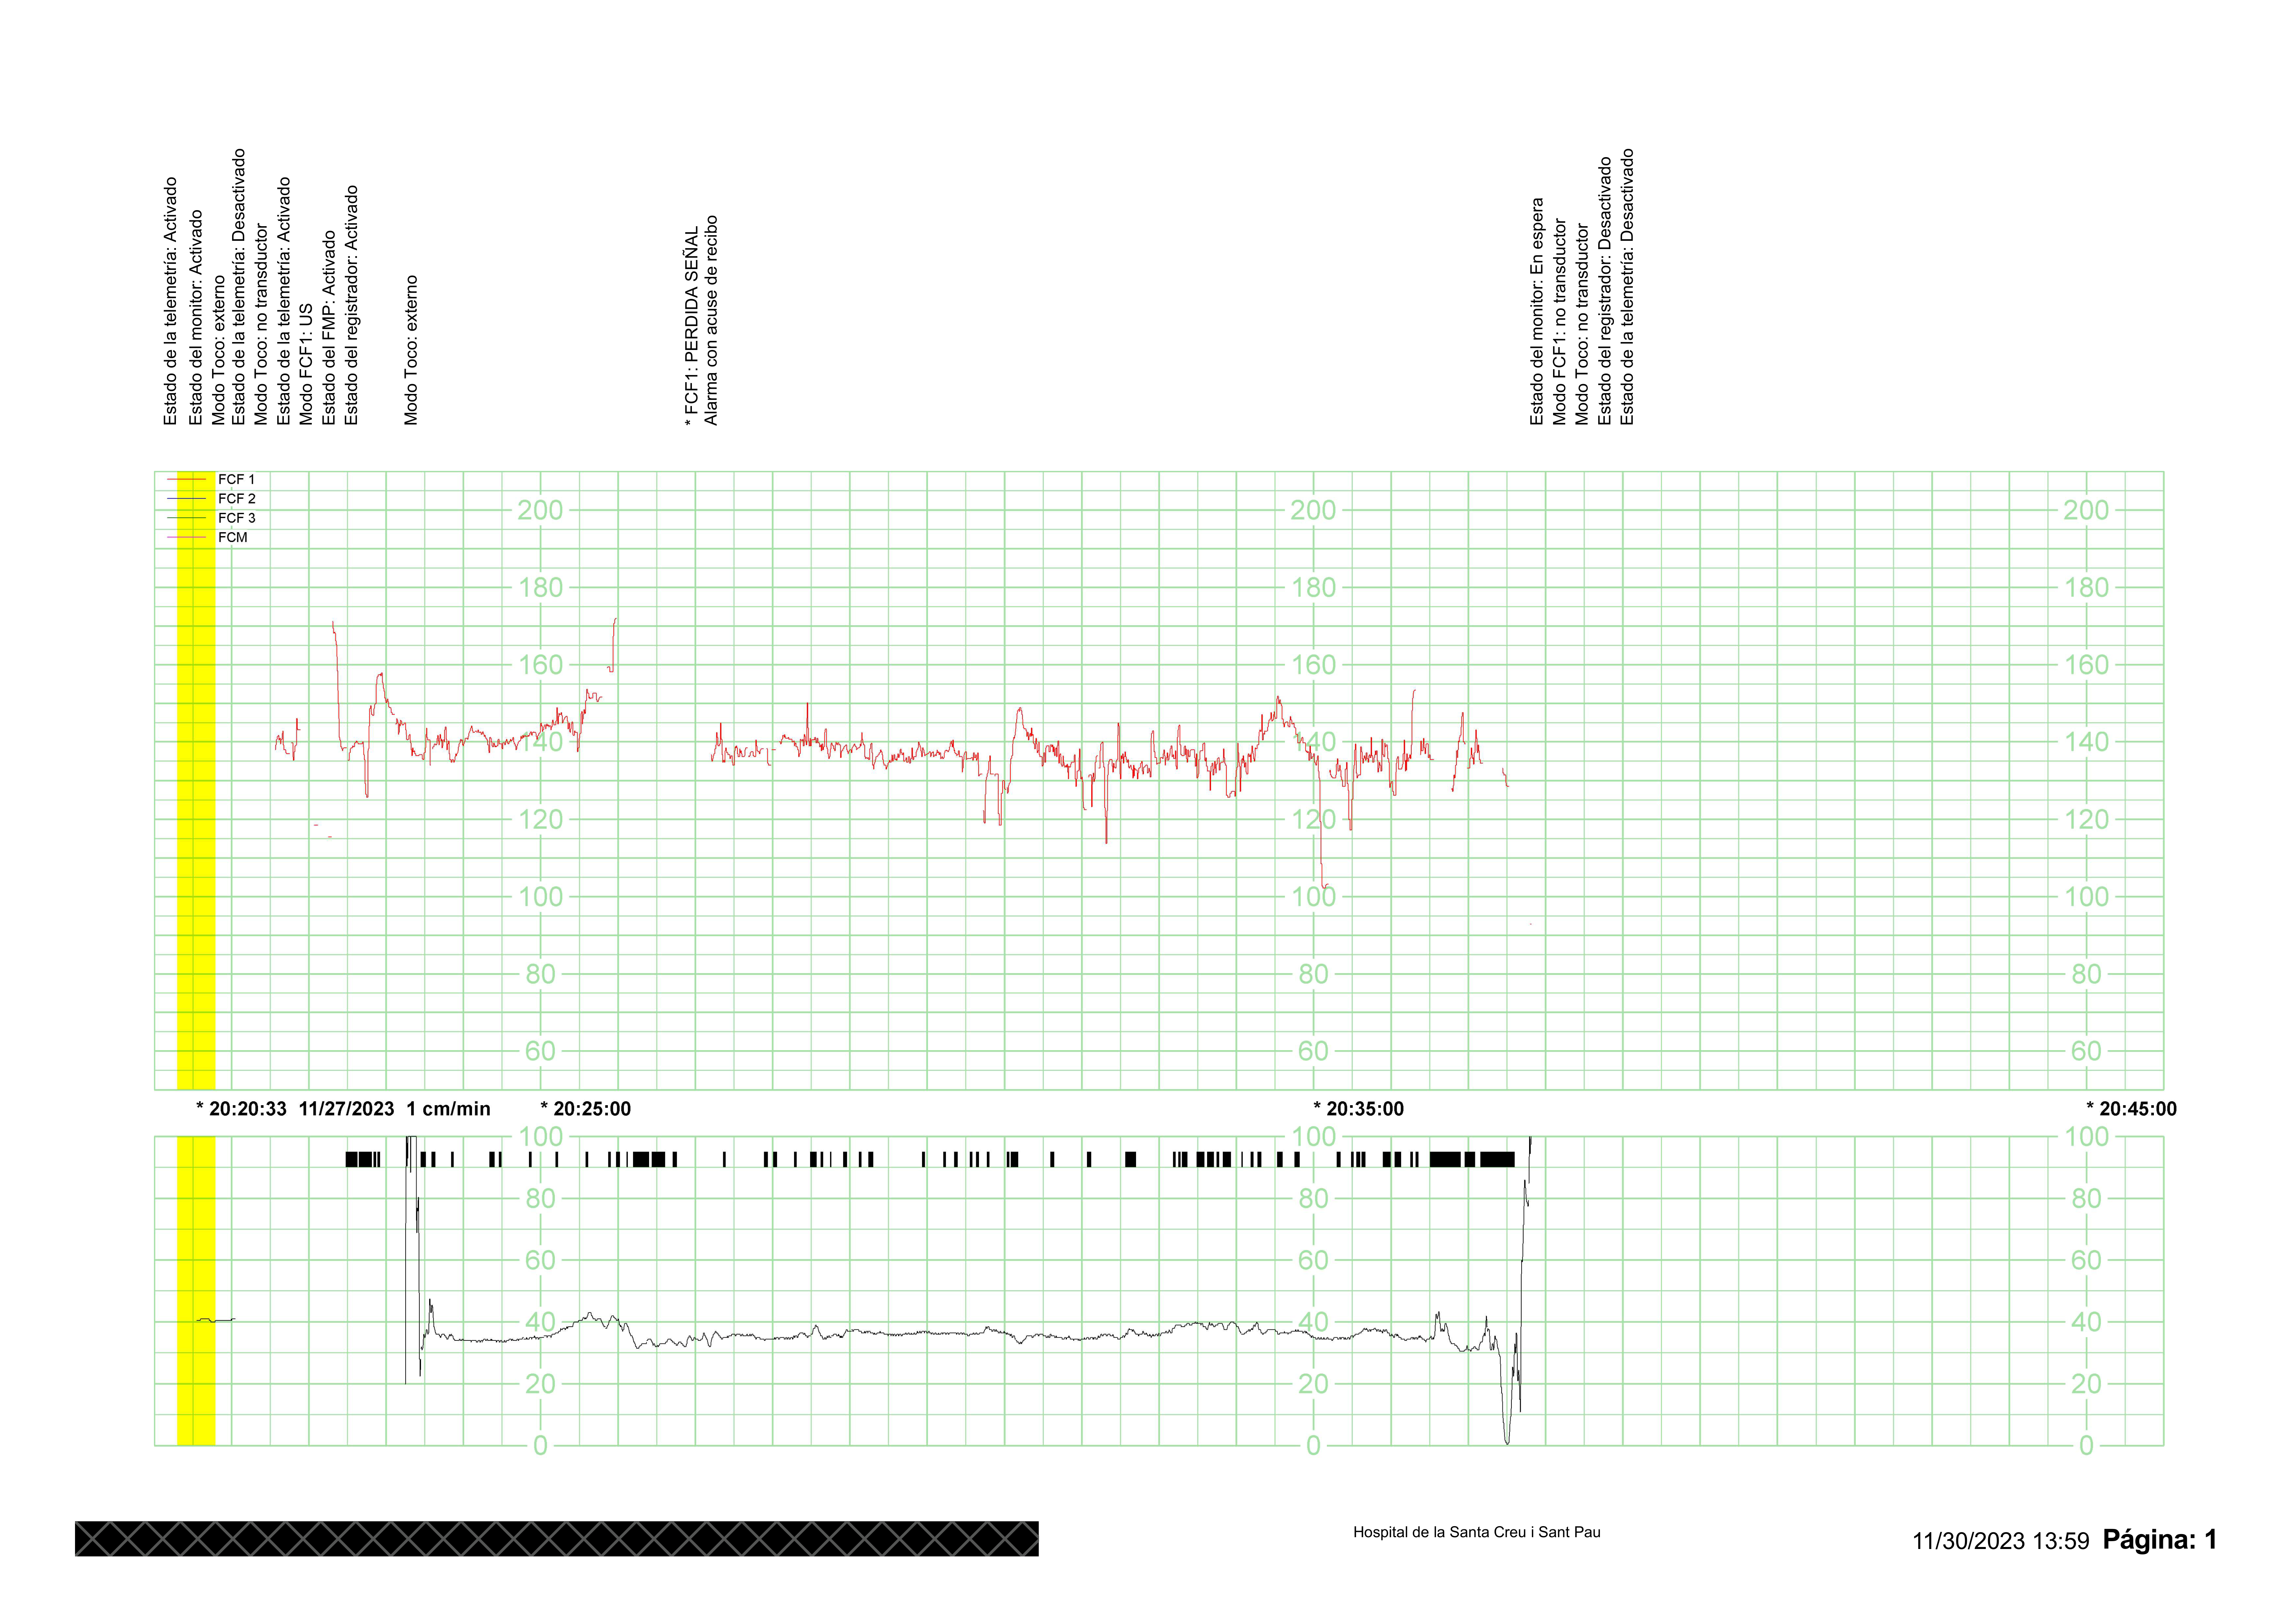 Estado de la telemetría: Activado
Estado del monitor: Activado
Modo Toco: externo
Estado de la telemetría: Desactivado
Modo Toco: no transductor
Estado de la telemetría: Activado
Modo FCF1: US
Estado del FMP: Activado
Estado del registrador: Activado
Modo Toco: externo
* FCF1: PERDIDA SEÑAL
Alarma con acuse de recibo
Estado del monitor: En espera
Modo FCF1: no transductor
Modo Toco: no transductor
Estado del registrador: Desactivado
Estado de la telemetría: Desactivado
FCF 1
FCF 2
FCF 3
FCM
200 200 200
180 180 180
160 160 160
140 140 140
120 120 120
100 100 100
80 80 80
60 60 60
* 20:20:33 11/27/2023 1 cm/min * 20:25:00 * 20:35:00 * 20:45:00
100 100 100
80 80 80
60 60 60
40 40 40
20 20 20
0 0 0
Hospital de la Santa Creu i Sant Pau
11/30/2023 13:59 Página: 1